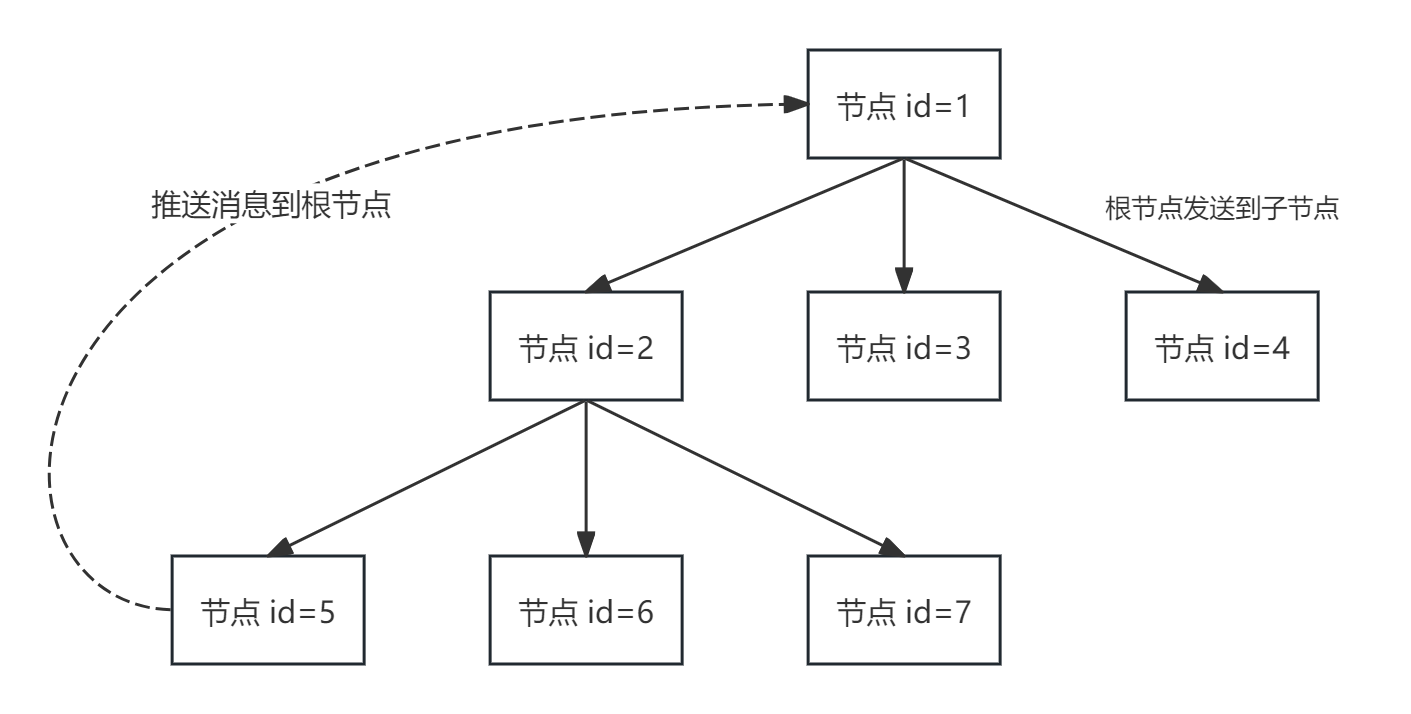 节点 id=1
推送消息到根节点
根节点发送到子节点
节点 id=2
节点 id=3
节点 id=4
节点 id=5
节点 id=6
节点 id=7